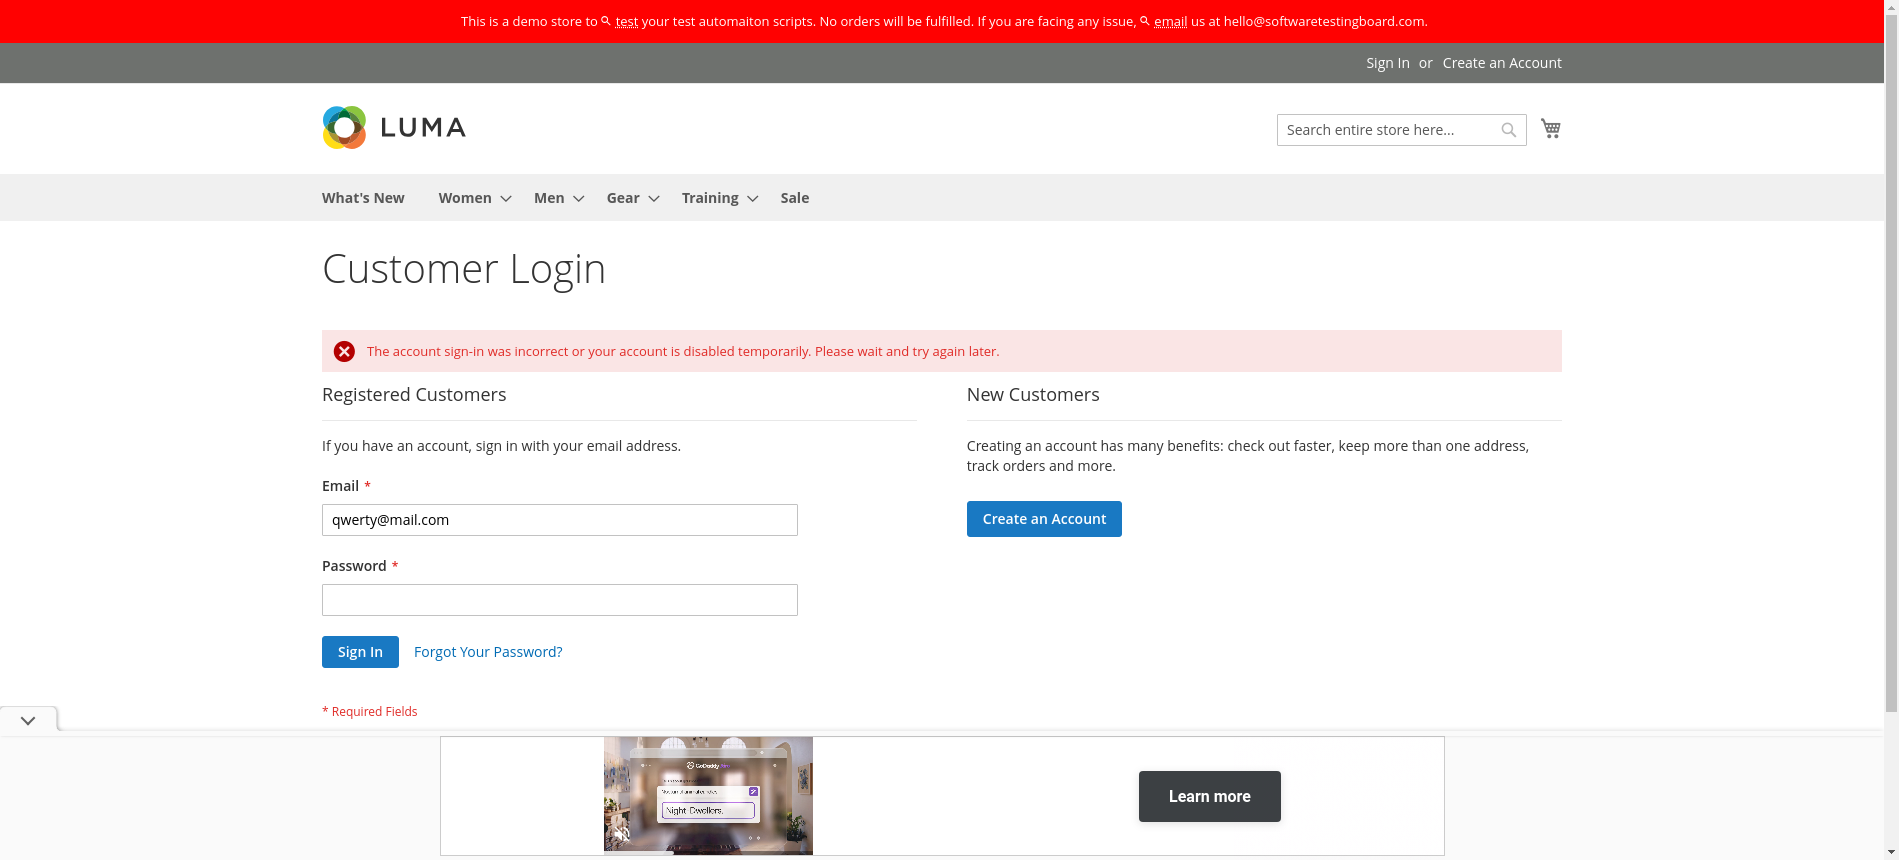 This is a demo store to test your test automaiton scripts. No orders will be fulfilled. If you are facing any issue, email us at hello@softwaretestingboard.com.
Sign In or Create an Account
LUMA
Search entire store here...
What's New Women Men Gear Training Sale
Customer Login
The account sign-in was incorrect or your account is disabled temporarily. Please wait and try again later.
Registered Customers
If you have an account, sign in with your email address.
Email *
qwerty@mail.com
Password *
Sign In Forgot Your Password?
* Required Fields
New Customers
Creating an account has many benefits: check out faster, keep more than one address,
track orders and more.
Create an Account
GoDaddy
Night Dwellers.
Learn more